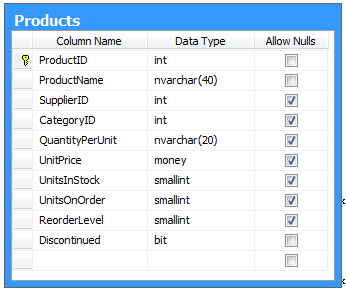 Products
Column Name Data Type Allow Nulls
ProductID int
ProductName nvarchar(40)
SupplierID int
CategoryID int
QuantityPerUnit nvarchar(20)
UnitPrice money
UnitsInStock smallint
UnitsOnOrder smallint
ReorderLevel smallint
Discontinued bit